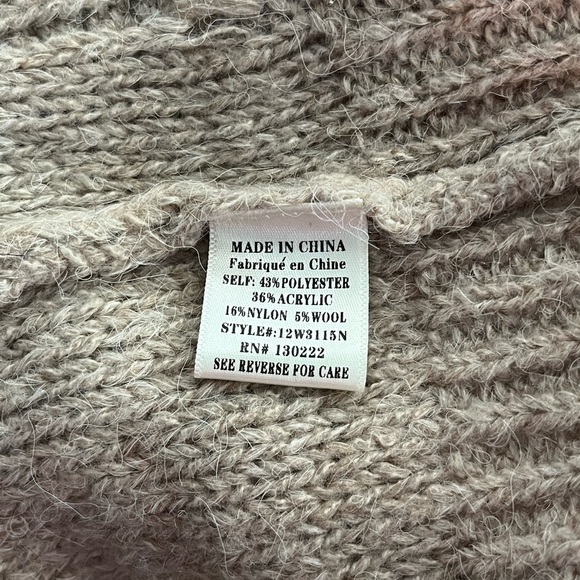 MADE IN CHINA
Fabriqué en Chine
SELF: 43%POLYESTER
36%ACRYLIC
16%NYLON 5%WOOL
STYLE#:12W3115N
RN# 130222
SEE REVERSE FOR CARE